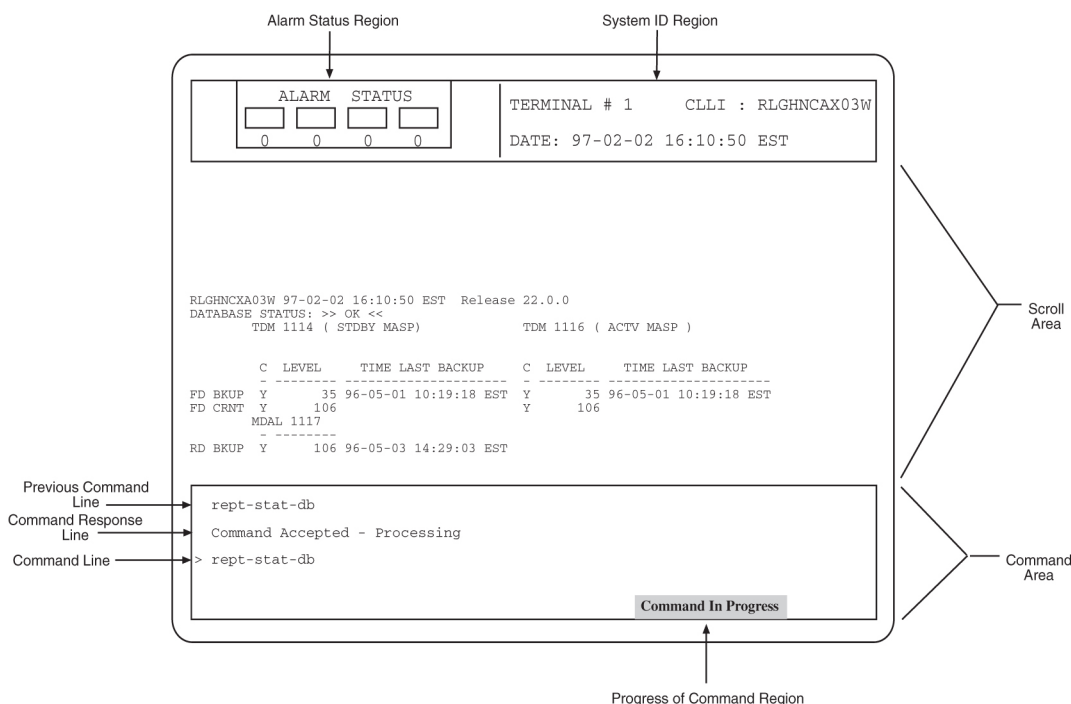 Alarm Status Region
System ID Region
ALARM STATUS
0 0 0 0
TERMINAL # 1 CLLI : RLGHNCAX03W
DATE: 97-02-02 16:10:50 EST
RLGHNCXA03W 97-02-02 16:10:50 EST Release 22.0.0
DATABASE STATUS: >> OK <<
TDM 1114 ( STDBY MASP) TDM 1116 ( ACTV MASP )
C LEVEL TIME LAST BACKUP C LEVEL TIME LAST BACKUP
- -------- --------------------- - -------- ---------------------
FD BKUP Y 35 96-05-01 10:19:18 EST Y 35 96-05-01 10:19:18 EST
FD CRNT Y 106 Y 106
MDAL 1117
- --------
RD BKUP Y 106 96-05-03 14:29:03 EST
Scroll
Area
Previous Command
Line
rept-stat-db
Command Response
Line
Command Accepted - Processing
Command Line
> rept-stat-db
Command
Area
Command In Progress
Progress of Command Region